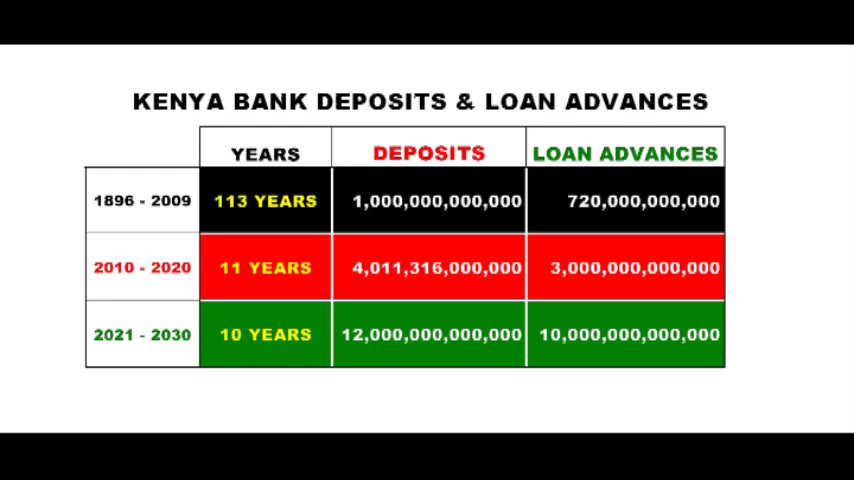 KENYA BANK DEPOSITS & LOAN ADVANCES
YEARS DEPOSITS LOAN ADVANCES
1896 - 2009 113 YEARS 1,000,000,000,000 720,000,000,000
2010 - 2020 11 YEARS 4,011,316,000,000 3,000,000,000,000
2021 - 2030 10 YEARS 12,000,000,000,000 10,000,000,000,000